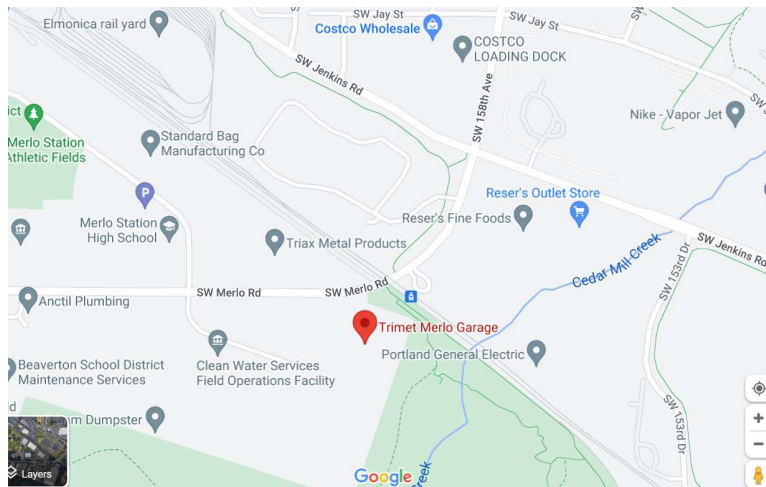 SW Jay St
SW Jay St
Elmonica rail yard
Costco Wholesale
COSTCO
LOADING DOCK
SW Jenkins Rd
SW 158th Ave
Nike - Vapor Jet
ict
Merlo Station
Athletic Fields
Standard Bag
Manufacturing Co
P
Reser's Outlet Store
Merlo Station
High School
Reser's Fine Foods
Triax Metal Products
SW Jenkins Rd
Cedar Mill Creek
SW 153rd Dr
SW Merlo Rd
SW Merlo Rd
Anctil Plumbing
Trimet Merlo Garage
Portland General Electric
Beaverton School District
Maintenance Services
Clean Water Services
Field Operations Facility
SW 153rd Dr
m Dumpster
Layers
Google
Creek